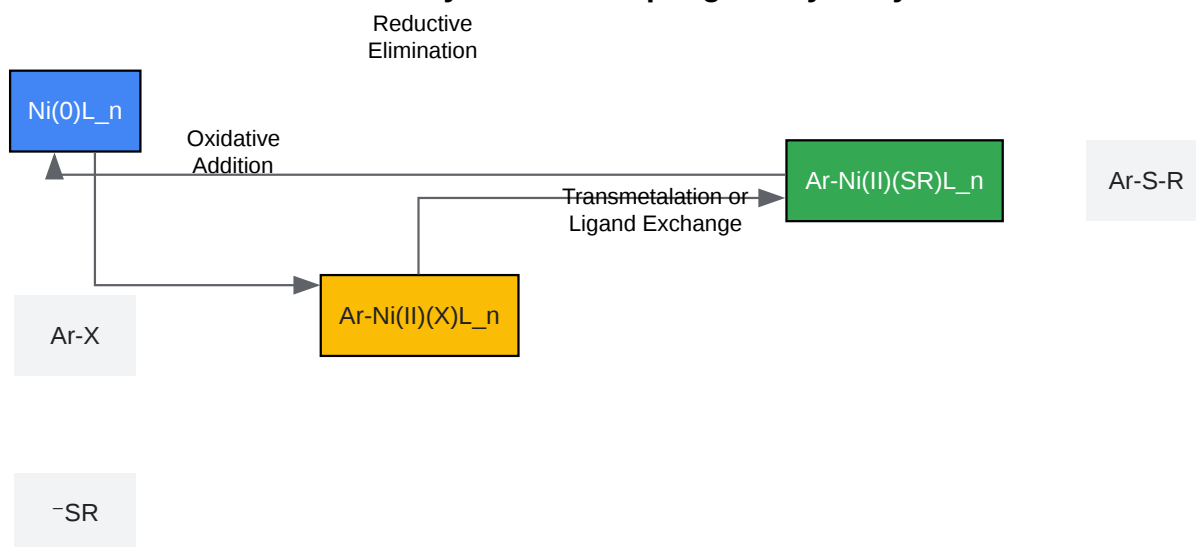 Reductive
Elimination
Ni(0)L_n
Oxidative
Addition
Ar-Ni(II)(SR)L_n
Ar-S-R
Transmetalation or
Ligand Exchange
Ar-Ni(II)(X)L_n
Ar-X
⁻SR